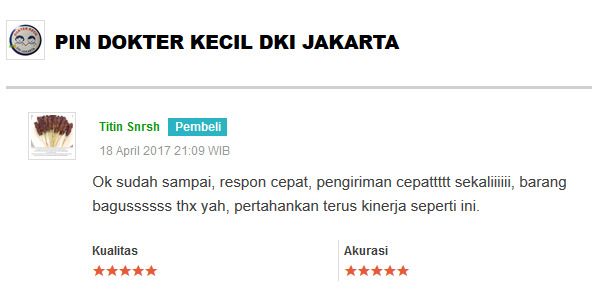 PIN DOKTER KECIL DKI JAKARTA
Titin Snrsh Pembeli
18 April 2017 21:09 WIB
Ok sudah sampai, respon cepat, pengiriman cepattttt sekaliiiiii, barang
bagussssss thx yah, pertahankan terus kinerja seperti ini.
Kualitas Akurasi